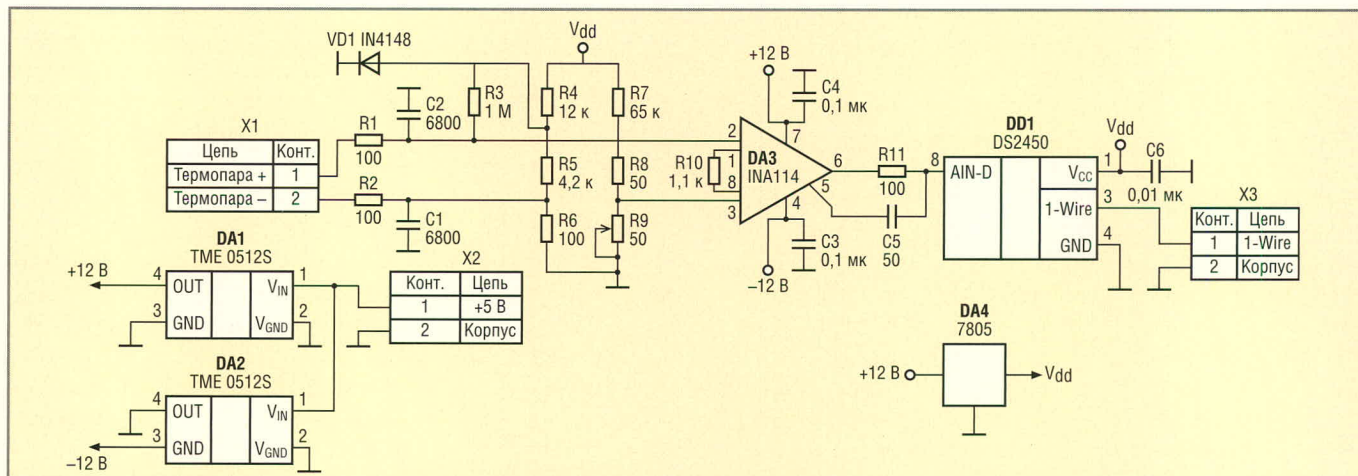 VD1 IN4148
Vdd
+12 В
C4
0,1 мк
R3
1 М
R4
12 к
R7
65 к
C2
6800
X1
R1
100
Цепь Конт.
Термопара + 1
Термопара – 2
R2
100
C1
6800
R5
4,2 к
R8
50
R6
100
R9
50
2
7
R10
1,1 к
1
8
3
DA3
INA114
6
5
4
R11
100
C3
0,1 мк
–12 В
C5
50
DD1
DS2450
8
AIN-D
VCC
1
1-Wire
3
GND
4
Vdd
C6
0,01 мк
X3
Конт. Цепь
1 1-Wire
2 Корпус
DA1
TME 0512S
+12 В
4
OUT
VIN
1
3
GND
VGND
2
X2
Конт. Цепь
1 +5 В
2 Корпус
DA2
TME 0512S
4
OUT
VIN
1
3
GND
VGND
2
–12 В
DA4
7805
+12 В
Vdd